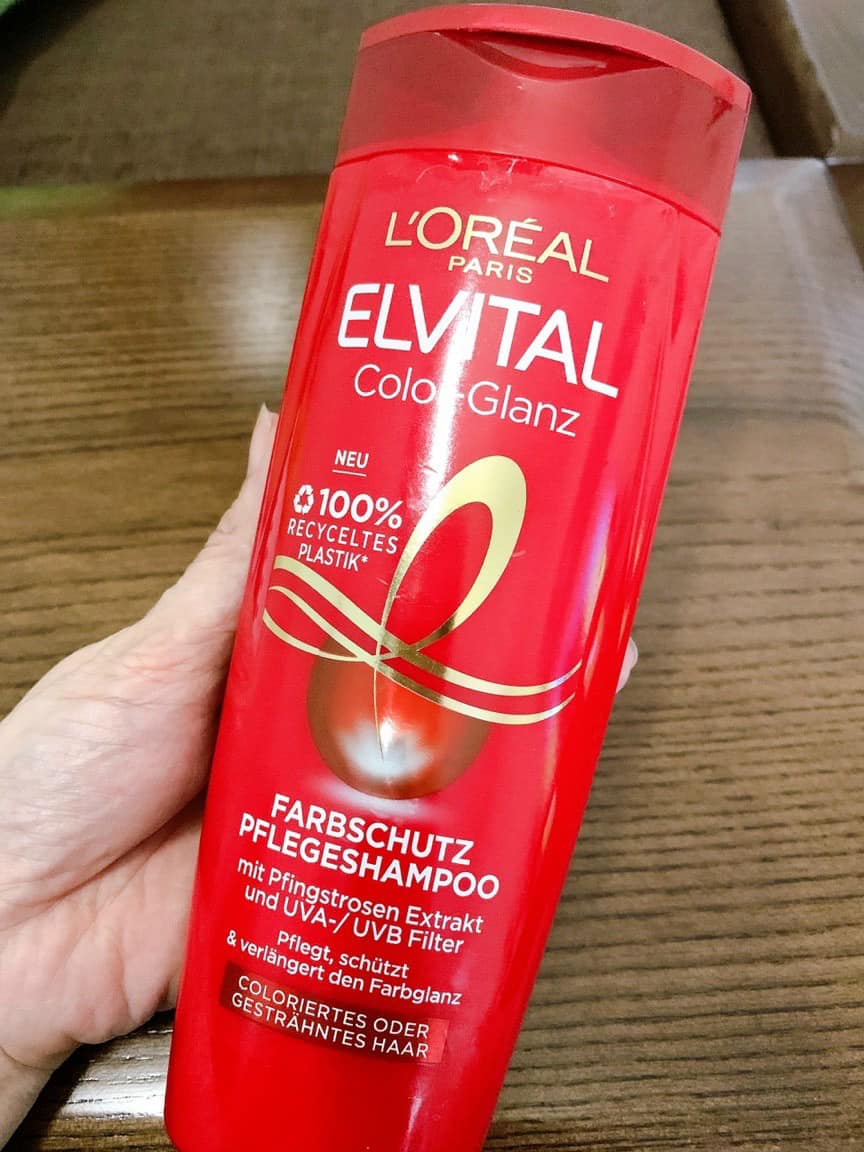 L'ORÉAL
PARIS
ELVITAL
Color-Glanz
NEU
100%
RECYCELTES
PLASTIK*
FARBSCHUTZ
PFLEGESHAMPOO
mit Pfingstrosen Extrakt
und UVA-/ UVB Filter
Pflegt, schützt
& verlängert den Farbglanz
COLORIERTES ODER
GESTRÄHNTES HAAR